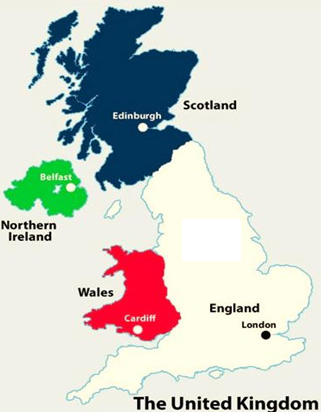 Edinburgh
Scotland
Belfast
Northern
Ireland
Wales
Cardiff
England
London
The United Kingdom